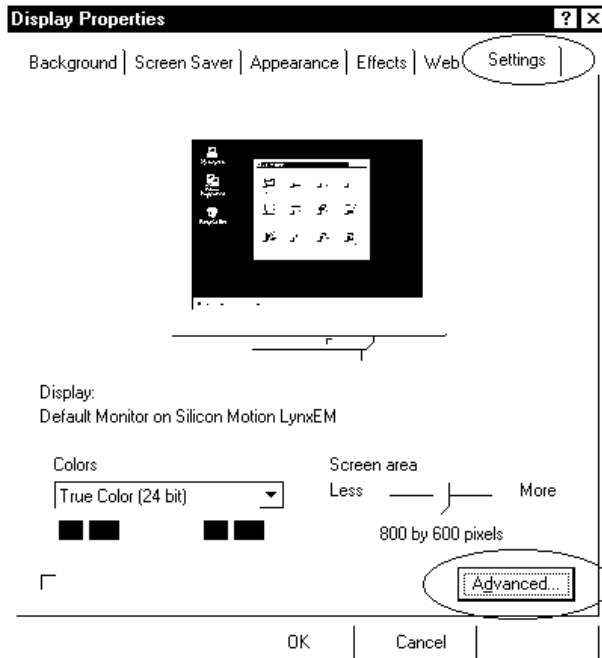 Display Properties ? X
Background Screen Saver Appearance Effects Web Settings
Display:
Default Monitor on Silicon Motion LynxEM
Colors
Screen area
True Color (24 bit)
Less More
800 by 600 pixels
Advanced...
OK Cancel